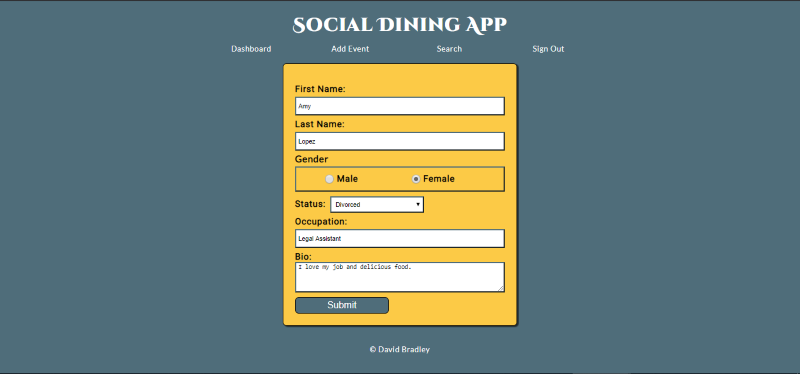 Social Dining App
Dashboard Add Event Search Sign Out
First Name:
Amy
Last Name:
Lopez
Gender
Male Female
Status: Divorced
Occupation:
Legal Assistant
Bio:
I love my job and delicious food.
Submit
© David Bradley